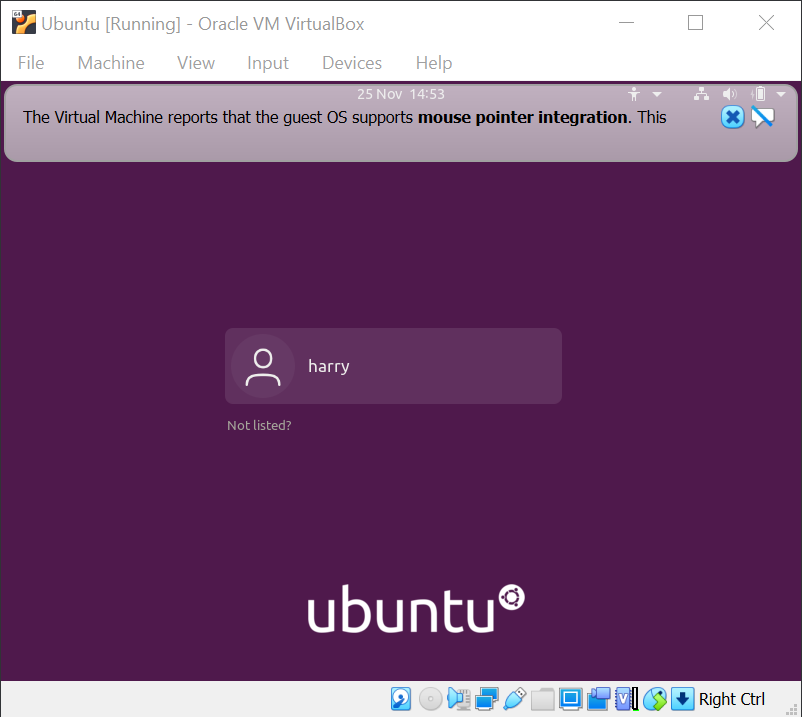 Ubuntu [Running] - Oracle VM VirtualBox
File Machine View Input Devices Help
25 Nov 14:53
The Virtual Machine reports that the guest OS supports mouse pointer integration. This
harry
Not listed?
ubuntu
Right Ctrl